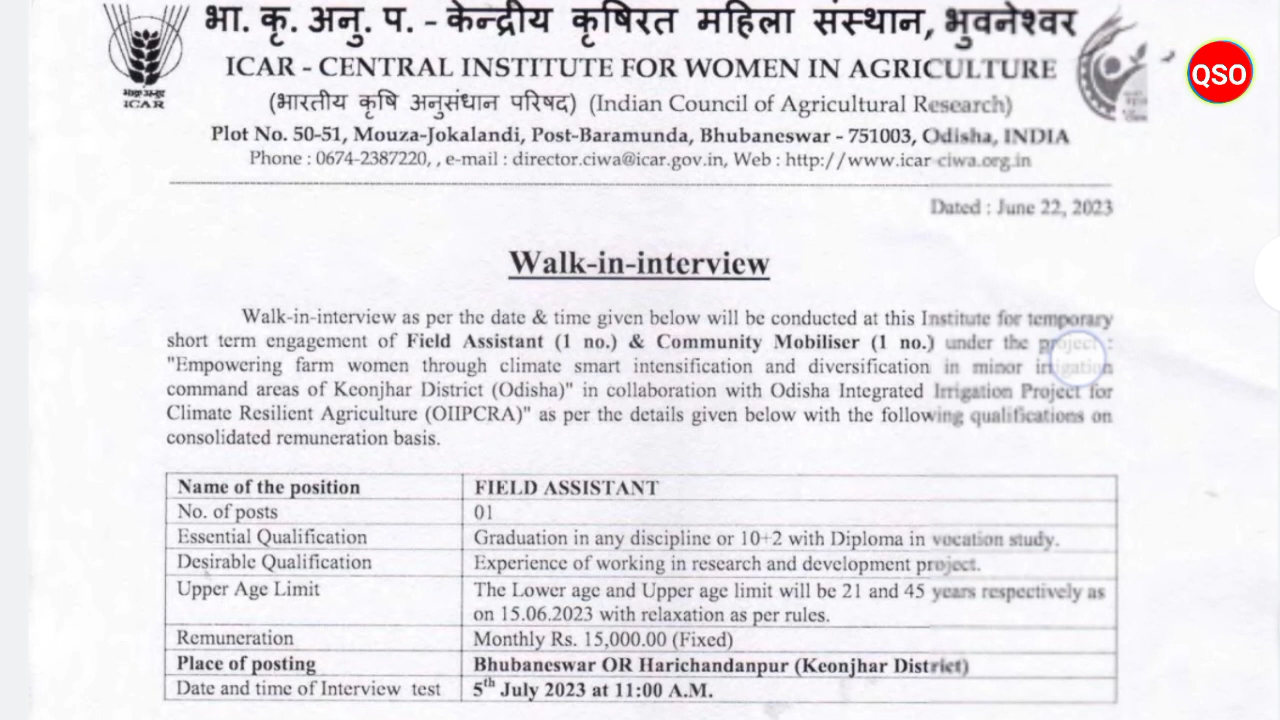 भा. कृ. अनु. प. - केन्द्रीय कृषिरत महिला संस्थान, भुवनेश्वर
ICAR - CENTRAL INSTITUTE FOR WOMEN IN AGRICULTURE
(भारतीय कृषि अनुसंधान परिषद) (Indian Council of Agricultural Research)
Plot No. 50-51, Mouza-Jokalandi, Post-Baramunda, Bhubaneswar - 751003, Odisha, INDIA
Phone : 0674-2387220, , e-mail : director.ciwa@icar.gov.in, Web : http://www.icar-ciwa.org.in
ICAR
QSO
Dated : June 22, 2023
Walk-in-interview
Walk-in-interview as per the date & time given below will be conducted at this Institute for temporary
short term engagement of Field Assistant (1 no.) & Community Mobiliser (1 no.) under the project :
"Empowering farm women through climate smart intensification and diversification in minor irrigation
command areas of Keonjhar District (Odisha)" in collaboration with Odisha Integrated Irrigation Project for
Climate Resilient Agriculture (OIIPCRA)" as per the details given below with the following qualifications on
consolidated remuneration basis.
Name of the position FIELD ASSISTANT
No. of posts 01
Essential Qualification Graduation in any discipline or 10+2 with Diploma in vocation study.
Desirable Qualification Experience of working in research and development project.
Upper Age Limit The Lower age and Upper age limit will be 21 and 45 years respectively as
on 15.06.2023 with relaxation as per rules.
Remuneration Monthly Rs. 15,000.00 (Fixed)
Place of posting Bhubaneswar OR Harichandanpur (Keonjhar District)
Date and time of Interview test 5th July 2023 at 11:00 A.M.